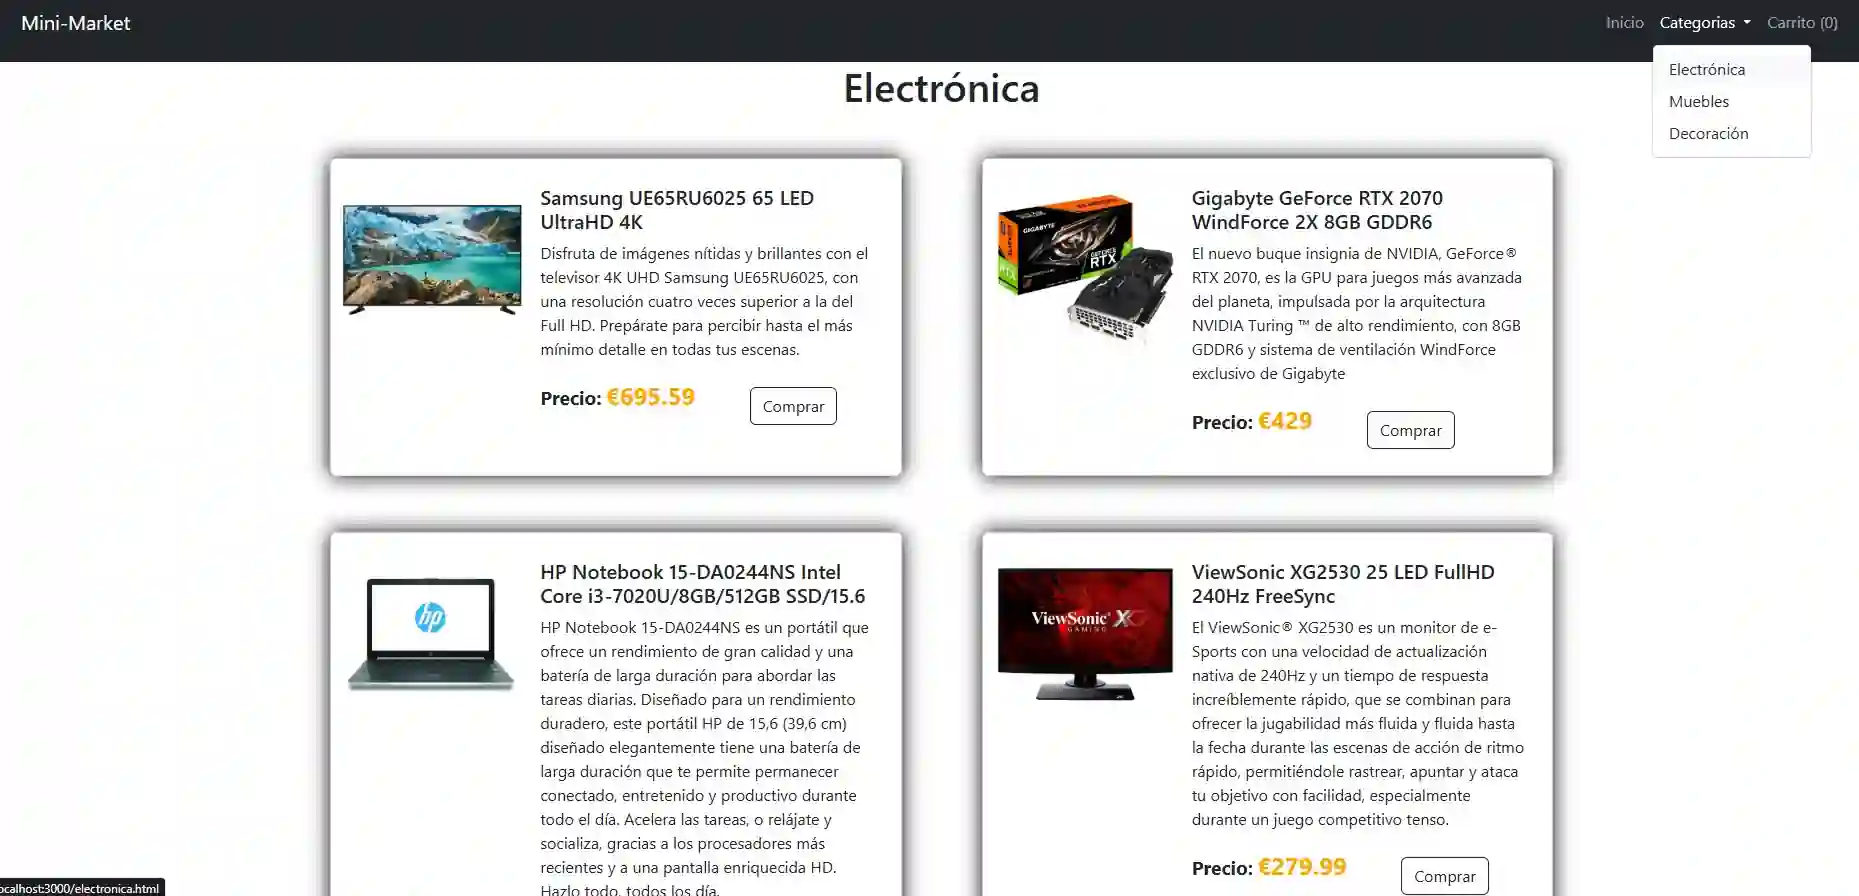 Mini-Market
Inicio
Categorias
Carrito (0)
Electrónica
Muebles
Decoración
Electrónica
Samsung UE65RU6025 65 LED
UltraHD 4K
Disfruta de imágenes nítidas y brillantes con el
televisor 4K UHD Samsung UE65RU6025, con
una resolución cuatro veces superior a la del
Full HD. Prepárate para percibir hasta el más
mínimo detalle en todas tus escenas.
Precio: €695.59
Comprar
GIGABYTE
GEFORCE
RTX
RTX
Gigabyte GeForce RTX 2070
WindForce 2X 8GB GDDR6
El nuevo buque insignia de NVIDIA, GeForce®
RTX 2070, es la GPU para juegos más avanzada
del planeta, impulsada por la arquitectura
NVIDIA Turing ™ de alto rendimiento, con 8GB
GDDR6 y sistema de ventilación WindForce
exclusivo de Gigabyte
Precio: €429
Comprar
hp
HP Notebook 15-DA0244NS Intel
Core i3-7020U/8GB/512GB SSD/15.6
HP Notebook 15-DA0244NS es un portátil que
ofrece un rendimiento de gran calidad y una
batería de larga duración para abordar las
tareas diarias. Diseñado para un rendimiento
duradero, este portátil HP de 15,6 (39,6 cm)
diseñado elegantemente tiene una batería de
larga duración que te permite permanecer
conectado, entretenido y productivo durante
todo el día. Acelera las tareas, o relájate y
socializa, gracias a los procesadores más
recientes y a una pantalla enriquecida HD.
Hazlo todo, todos los día.
ViewSonic® XG
GAMING
ViewSonic XG2530 25 LED FullHD
240Hz FreeSync
El ViewSonic® XG2530 es un monitor de e-
Sports con una velocidad de actualización
nativa de 240Hz y un tiempo de respuesta
increíblemente rápido, que se combinan para
ofrecer la jugabilidad más fluida y fluida hasta
la fecha durante las escenas de acción de ritmo
rápido, permitiéndole rastrear, apuntar y ataca
tu objetivo con facilidad, especialmente
durante un juego competitivo tenso.
Precio: €279.99
Comprar
ocalhost:3000/electronica.html